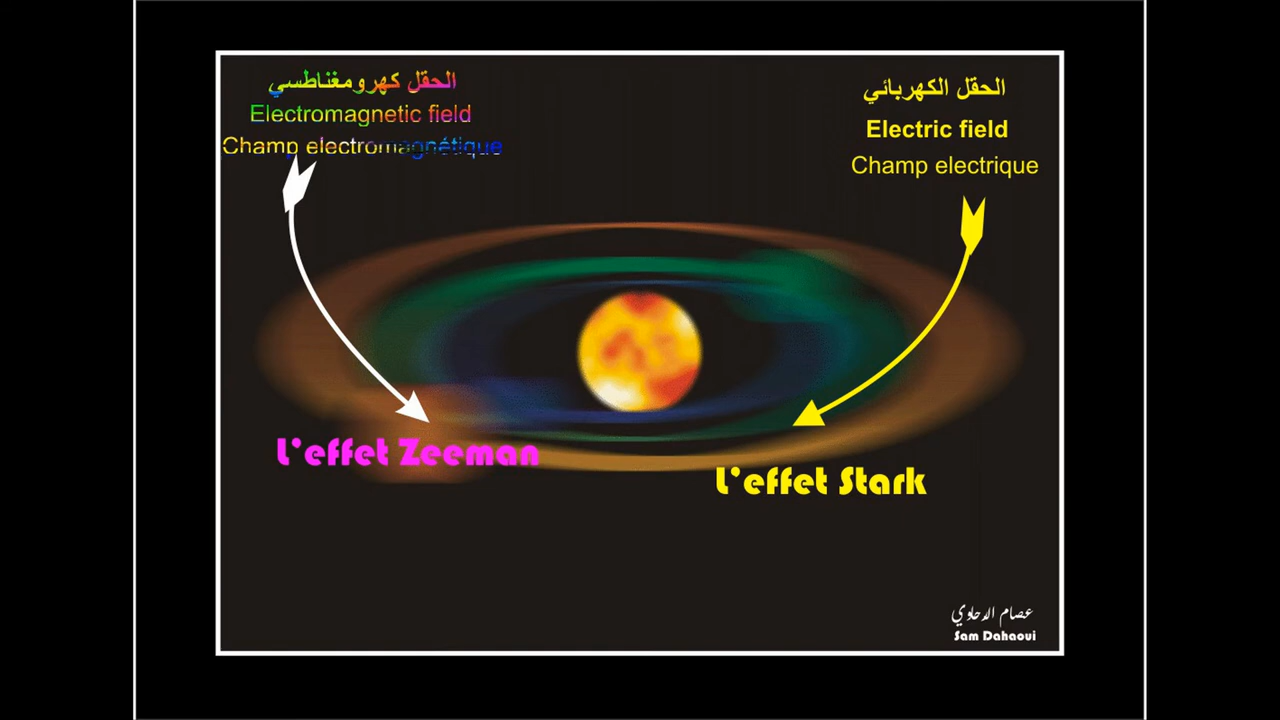 الحقل كهرومغناطسي
Electromagnetic field
Champ electromagnétique
الحقل الكهربائي
Electric field
Champ electrique
L'effet Zeeman
L'effet Stark
عصام الدحاوي
Sam Dahaoui